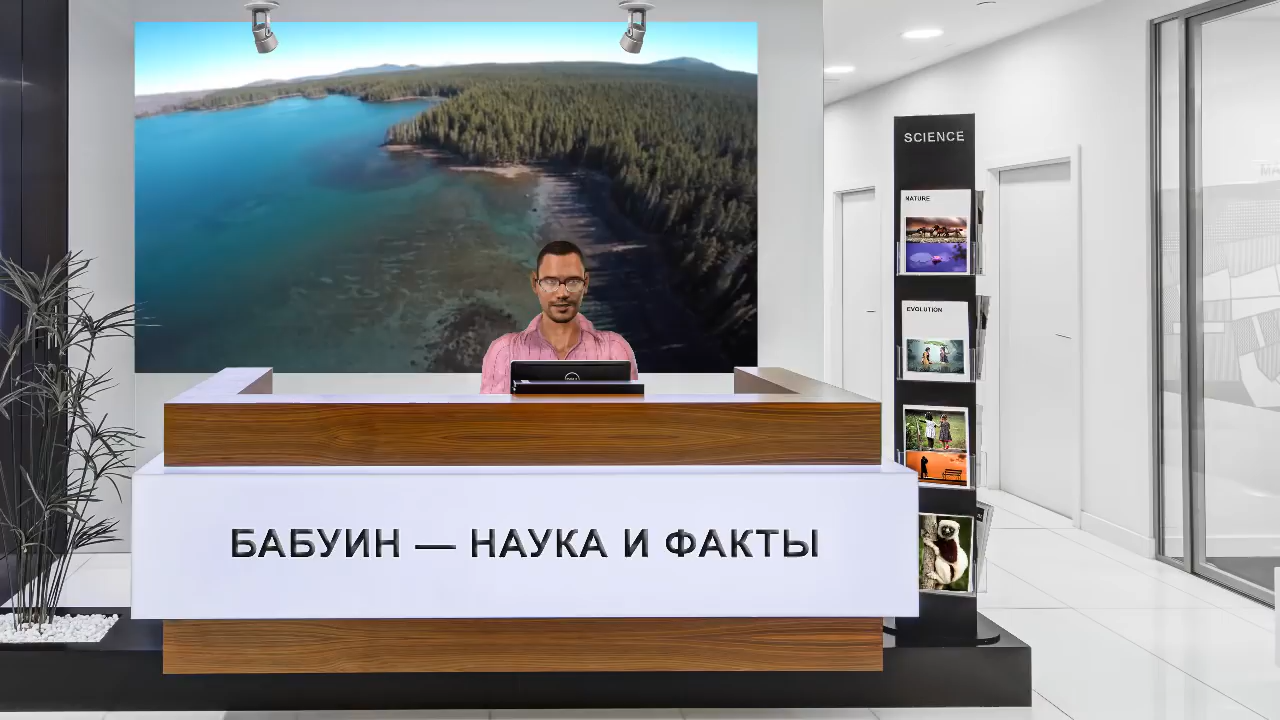 SCIENCE
NATURE
EVOLUTION
БАБУИН — НАУКА И ФАКТЫ